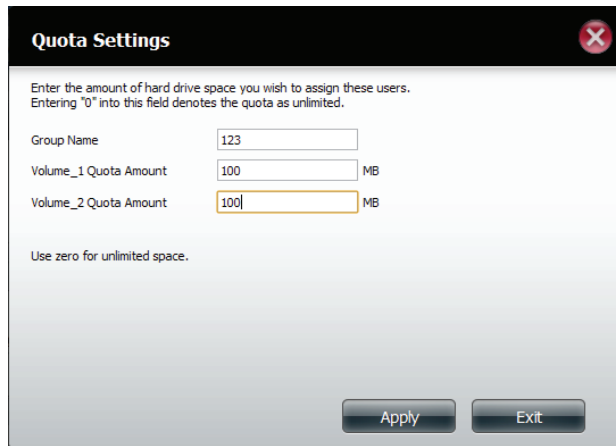 Quota Settings
Enter the amount of hard drive space you wish to assign these users.
Entering "0" into this field denotes the quota as unlimited.
Group Name 123
Volume_1 Quota Amount 100 MB
Volume_2 Quota Amount 100 MB
Use zero for unlimited space.
Apply Exit